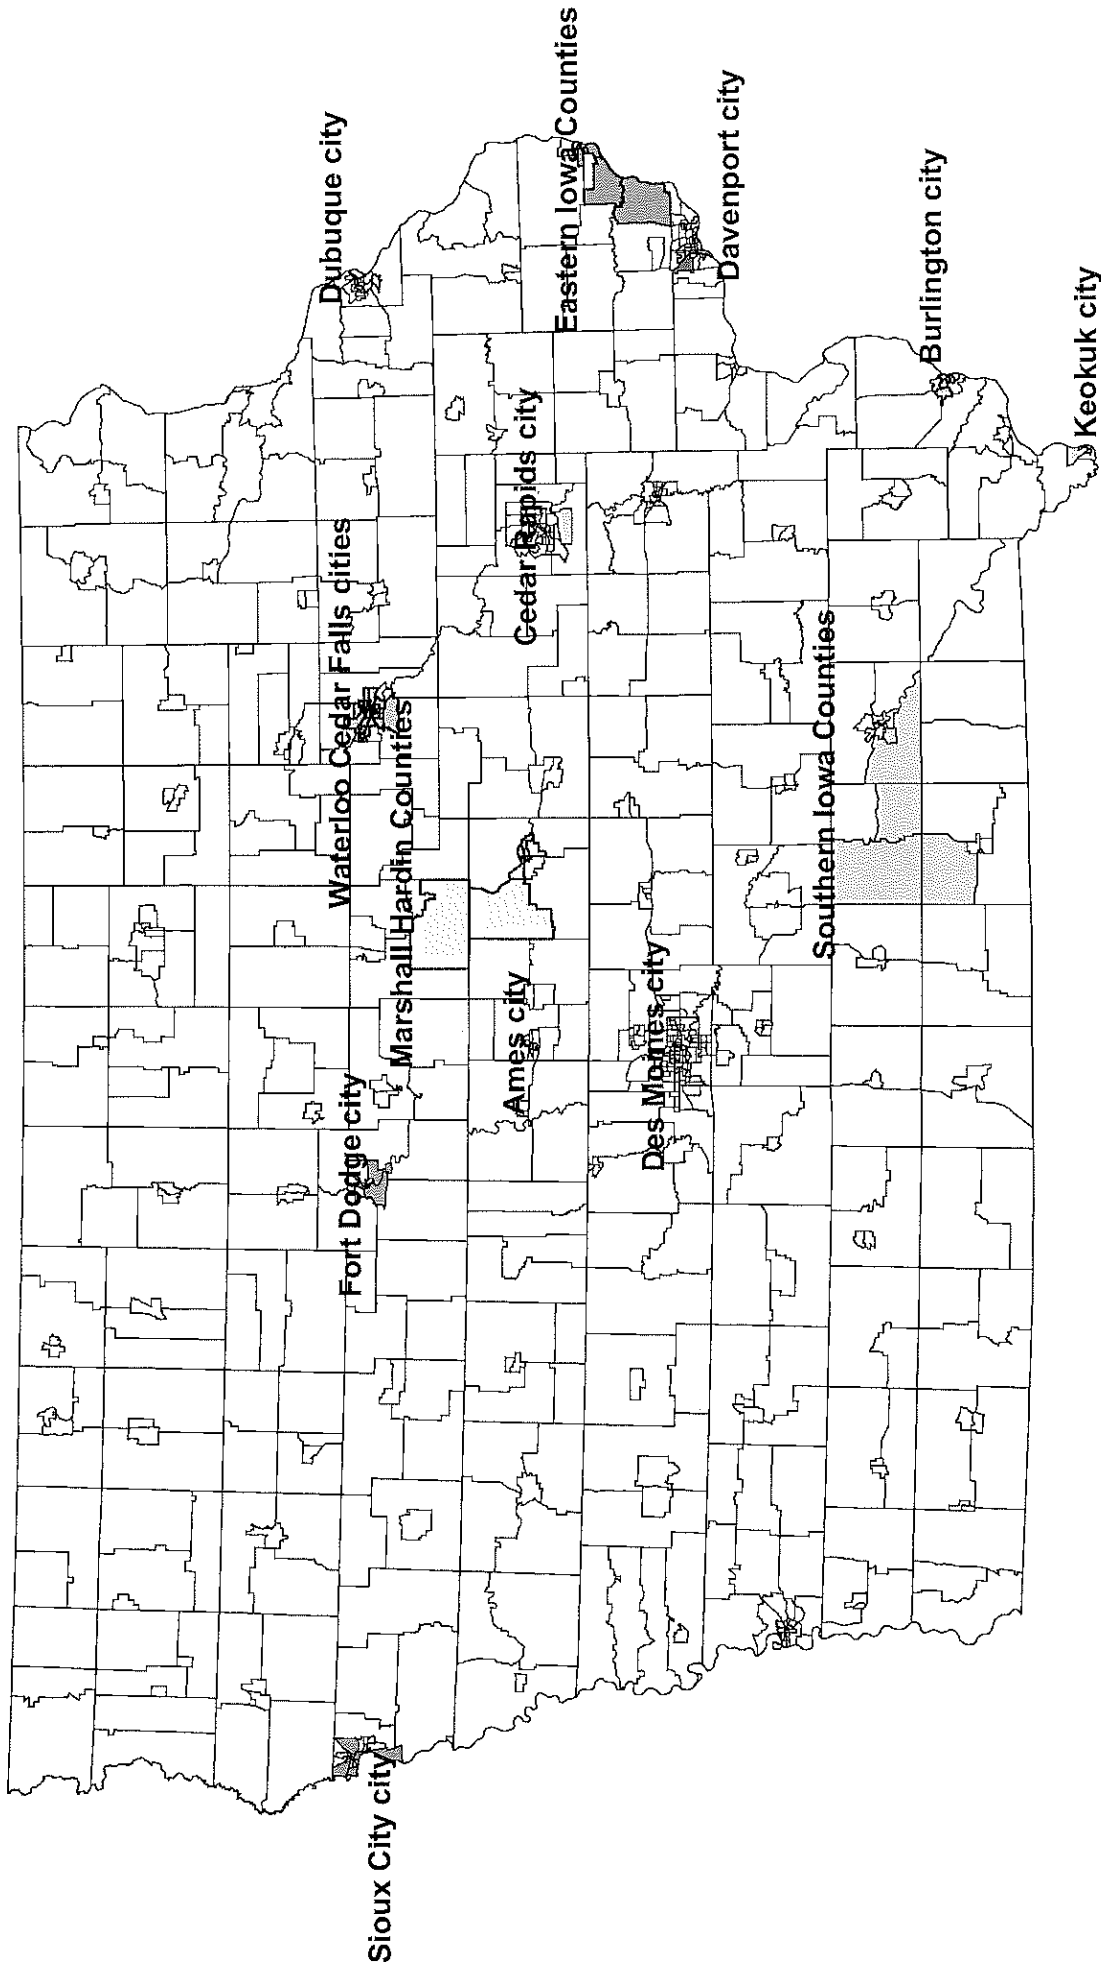 Dubuque city
Eastern Iowa Counties
Davenport city
Burlington city
Keokuk city
Cedar Rapids city
Waterloo Cedar Falls cities
Marshall Hardin Counties
Southern Iowa Counties
Ames city
Des Moines city
Fort Dodge city
Sioux City city